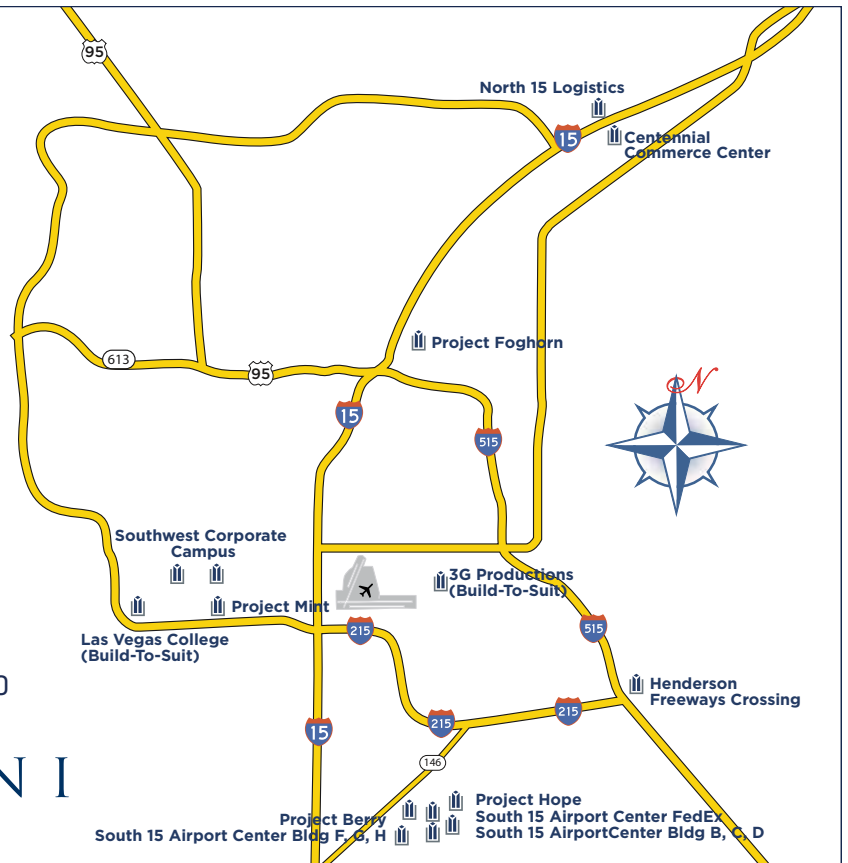 95
North 15 Logistics
15
Centennial
Commerce Center
Project Foghorn
613
95
N
15
515
Southwest Corporate
Campus
3G Productions
(Build-To-Suit)
Project Mint
Las Vegas College
(Build-To-Suit)
215
515
Henderson
Freeways Crossing
0
215
215
15
146
N I
Project Hope
Project Berry
South 15 Airport Center FedEx
South 15 Airport Center Bldg F, G, H
South 15 AirportCenter Bldg B, C, D